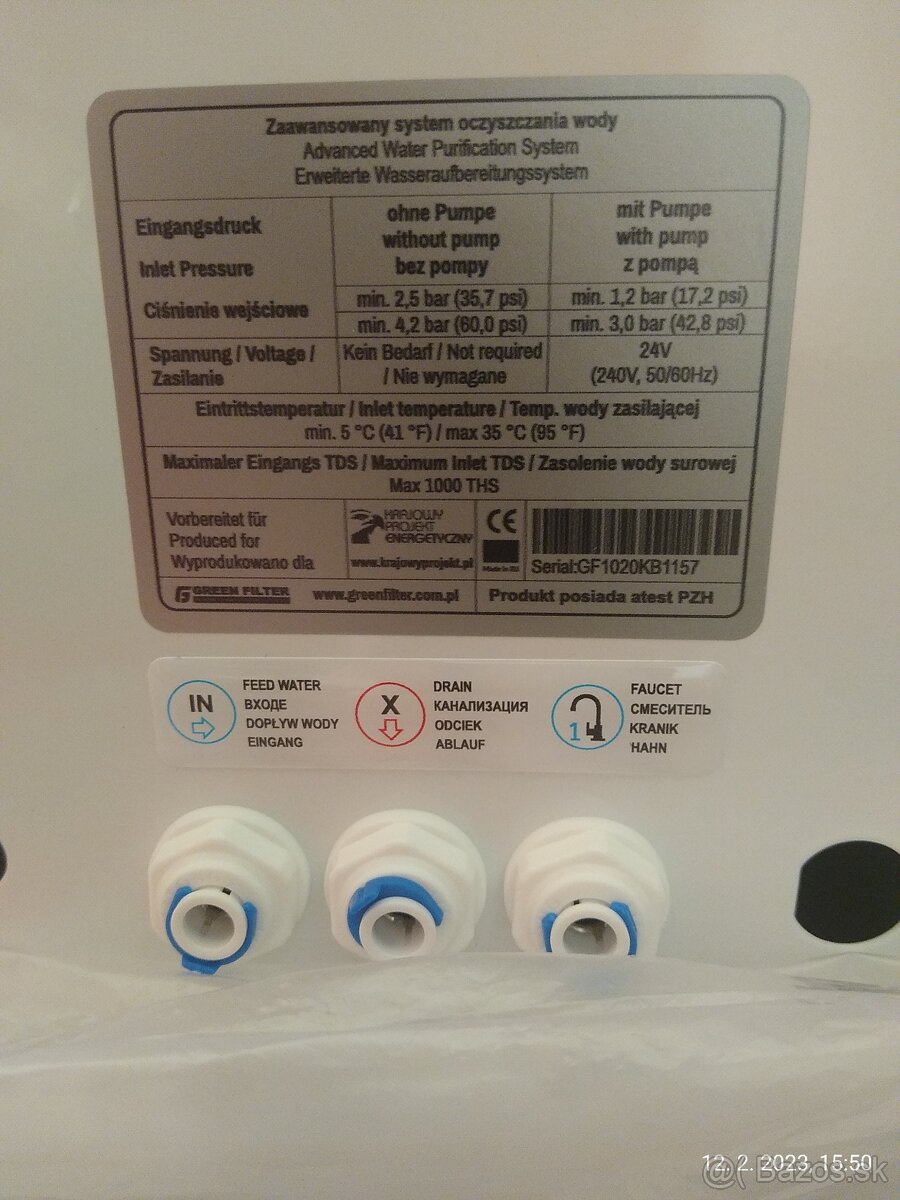 Zaawansowany system oczyszczania wody
Advanced Water Purification System
Erweiterte Wasseraufbereitungssystem
Eingangsdruck
Inlet Pressure
Ciśnienie wejściowe
ohne Pumpe
without pump
bez pompy
mit Pumpe
with pump
z pompą
min. 2,5 bar (35,7 psi)
min. 1,2 bar (17,2 psi)
min. 4,2 bar (60,0 psi)
min. 3,0 bar (42,8 psi)
Spannung / Voltage /
Zasilanie
Kein Bedarf / Not required
/ Nie wymagane
24V
(240V, 50/60Hz)
Eintrittstemperatur / Inlet temperature / Temp. wody zasilającej
min. 5 °C (41 °F) / max 35 °C (95 °F)
Maximaler Eingangs TDS / Maximum Inlet TDS / Zasolenie wody surowej
Max 1000 THS
Vorbereitet für
Produced for
Wyprodukowano dla
KRAJOWY
PROJEKT
ENERGETYCZNY
www.krajowyprojekt.pl
CE
Made in EU
Serial:GF1020KB1157
GREEN FILTER
www.greenfilter.com.pl
Produkt posiada atest PZH
IN
FEED WATER
ВХОДЕ
DOPŁYW WODY
EINGANG
X
DRAIN
КАНАЛИЗАЦИЯ
ODCIEK
ABLAUF
1
FAUCET
СМЕСИТЕЛЬ
KRANIK
HAHN
12. 2. 2023, 15:50
@( Bazos.sk